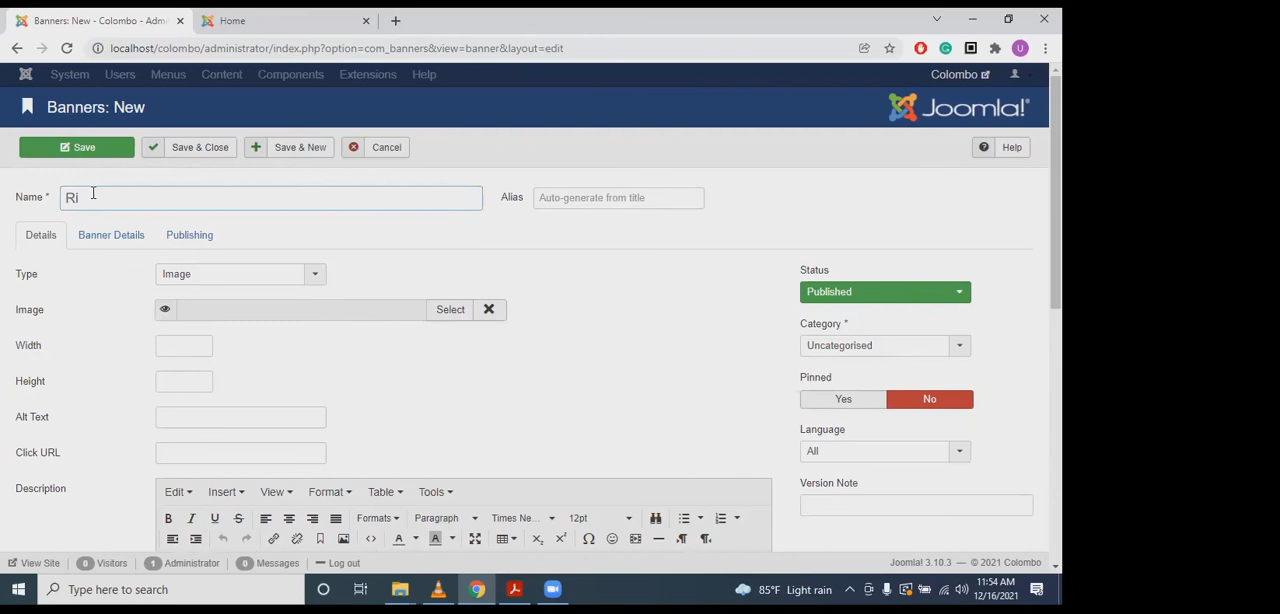 Banners: New - Colombo - Admi
Home
localhost/colombo/administrator/index.php?option=com_banners&view=banner&layout=edit
U
System Users Menus Content Components Extensions Help
Colombo
Banners: New
Joomla!®
Save
Save & Close
Save & New
Cancel
Help
Name *
Ri
Alias
Auto-generate from title
Details
Banner Details
Publishing
Type
Image
Image
Select
Width
Height
Alt Text
Click URL
Description
Edit Insert View Format Table Tools
B I U S Formats Paragraph Times Ne... 12pt
Status
Published
Category *
Uncategorised
Pinned
Yes No
Language
All
Version Note
View Site 0 Visitors 1 Administrator 0 Messages Log out
Joomla! 3.10.3 — © 2021 Colombo
Type here to search
85°F Light rain
11:54 AM
12/16/2021